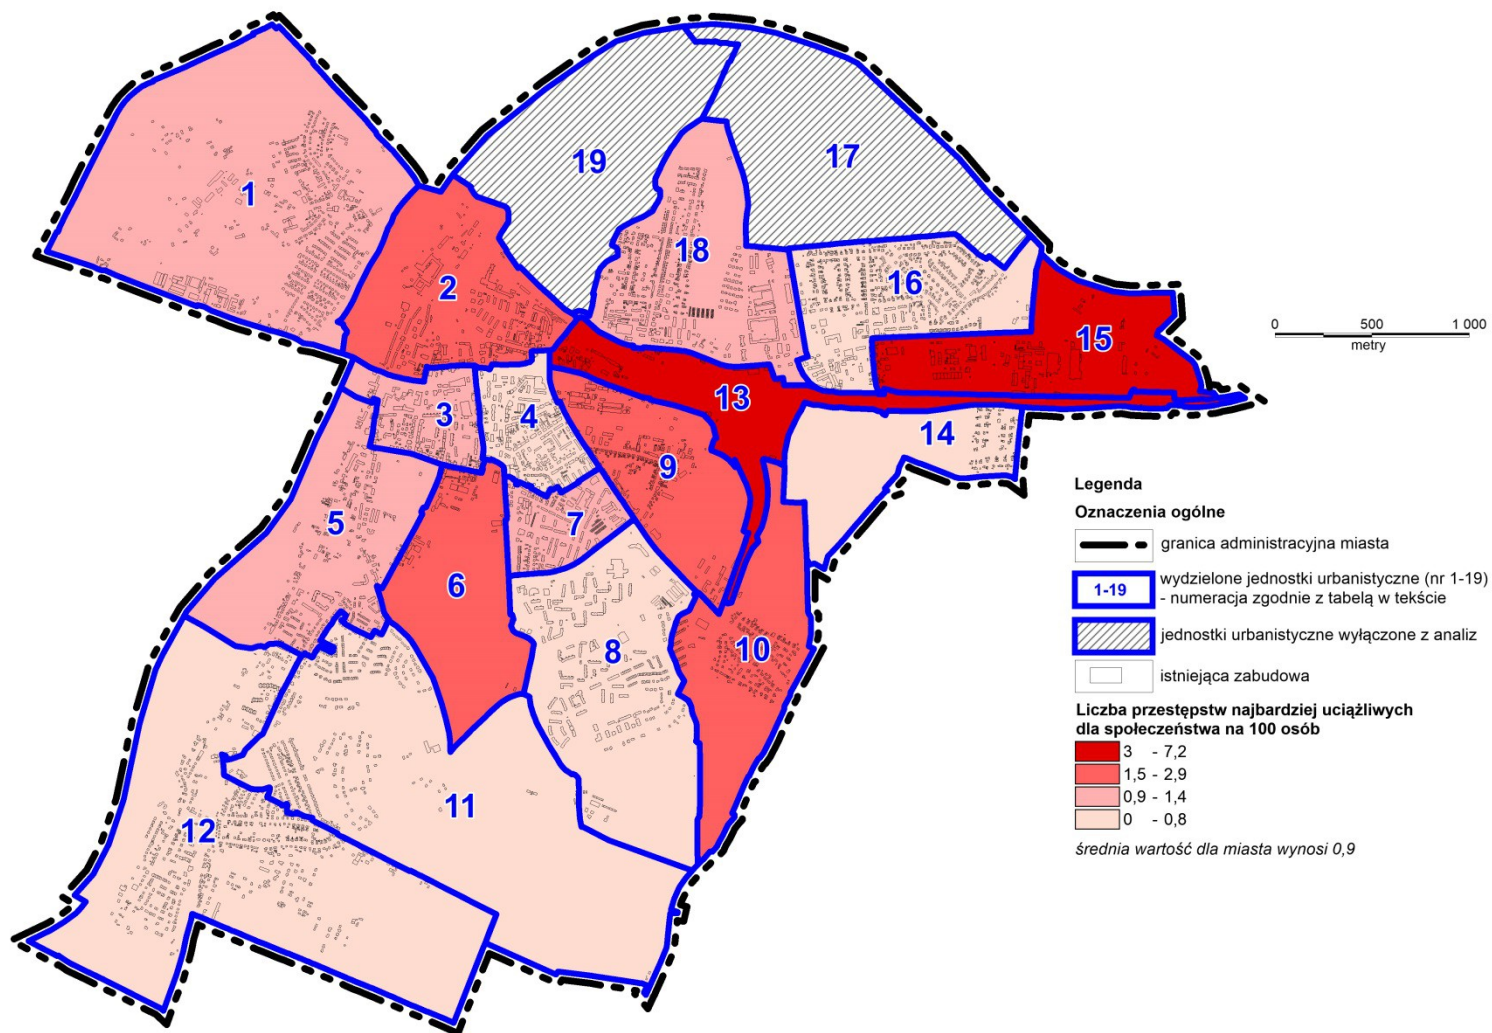 19
17
1
18
16
2
15
0 500 1 000
metry
13
3
4
14
9
5
7
6
8
10
11
12
Legenda
Oznaczenia ogólne
granica administracyjna miasta
1-19
wydzielone jednostki urbanistyczne (nr 1-19)
- numeracja zgodnie z tabelą w tekście
jednostki urbanistyczne wyłączone z analiz
istniejąca zabudowa
Liczba przestępstw najbardziej uciążliwych
dla społeczeństwa na 100 osób
3 - 7,2
1,5 - 2,9
0,9 - 1,4
0 - 0,8
średnia wartość dla miasta wynosi 0,9